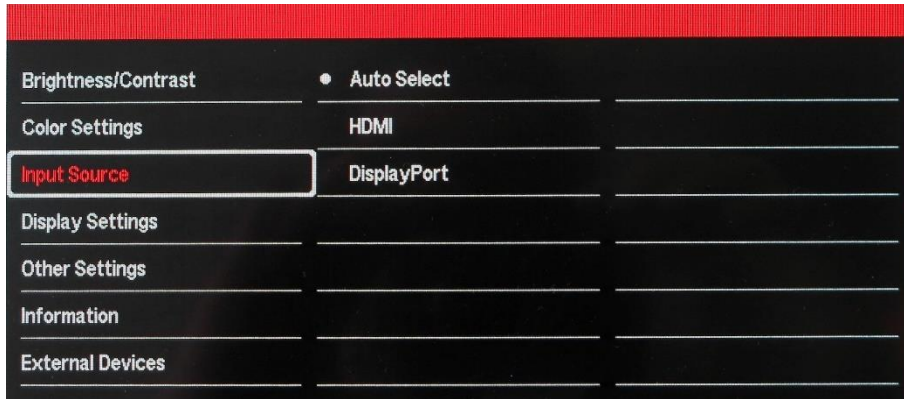 Brightness/Contrast
Auto Select
Color Settings
HDMI
Input Source
DisplayPort
Display Settings
Other Settings
Information
External Devices